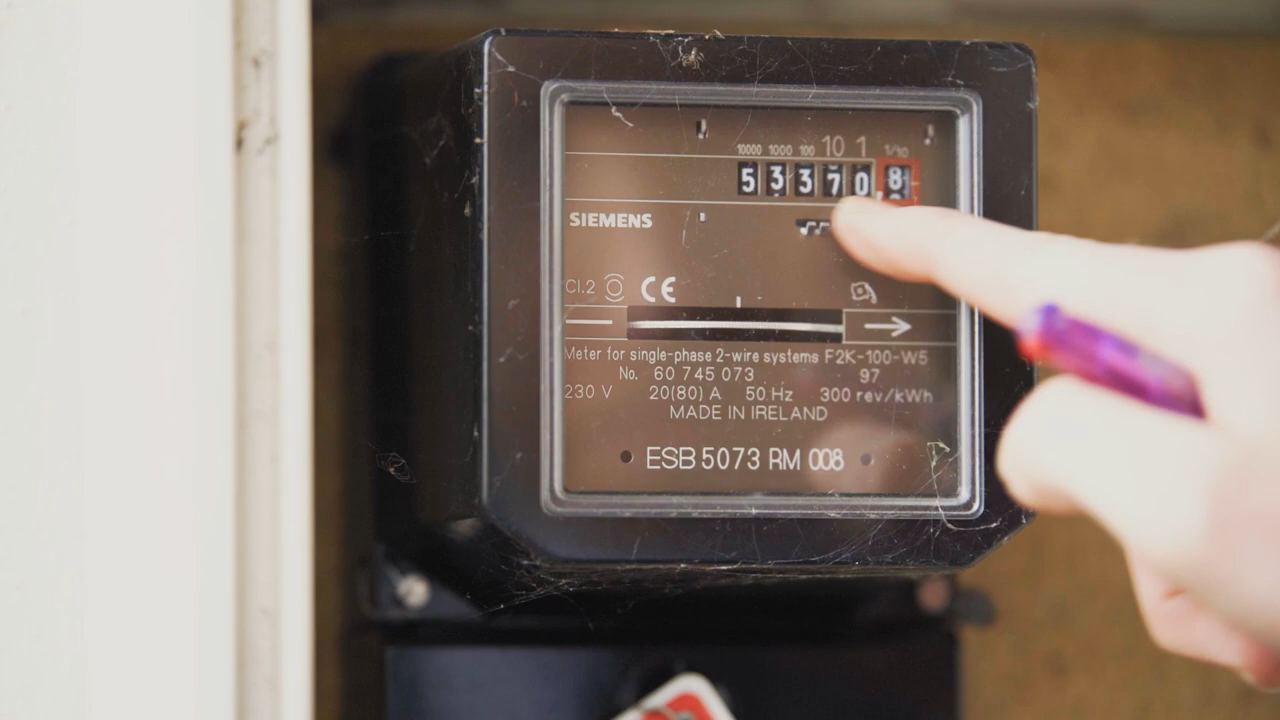 10000 1000 100 10 1 1/10
5 3 3 7 0 8
SIEMENS
Cl.2 CE
Meter for single-phase 2-wire systems F2K-100-W5
No. 60 745 073 97
230 V 20(80) A 50 Hz 300 rev/kWh
MADE IN IRELAND
ESB 5073 RM 008